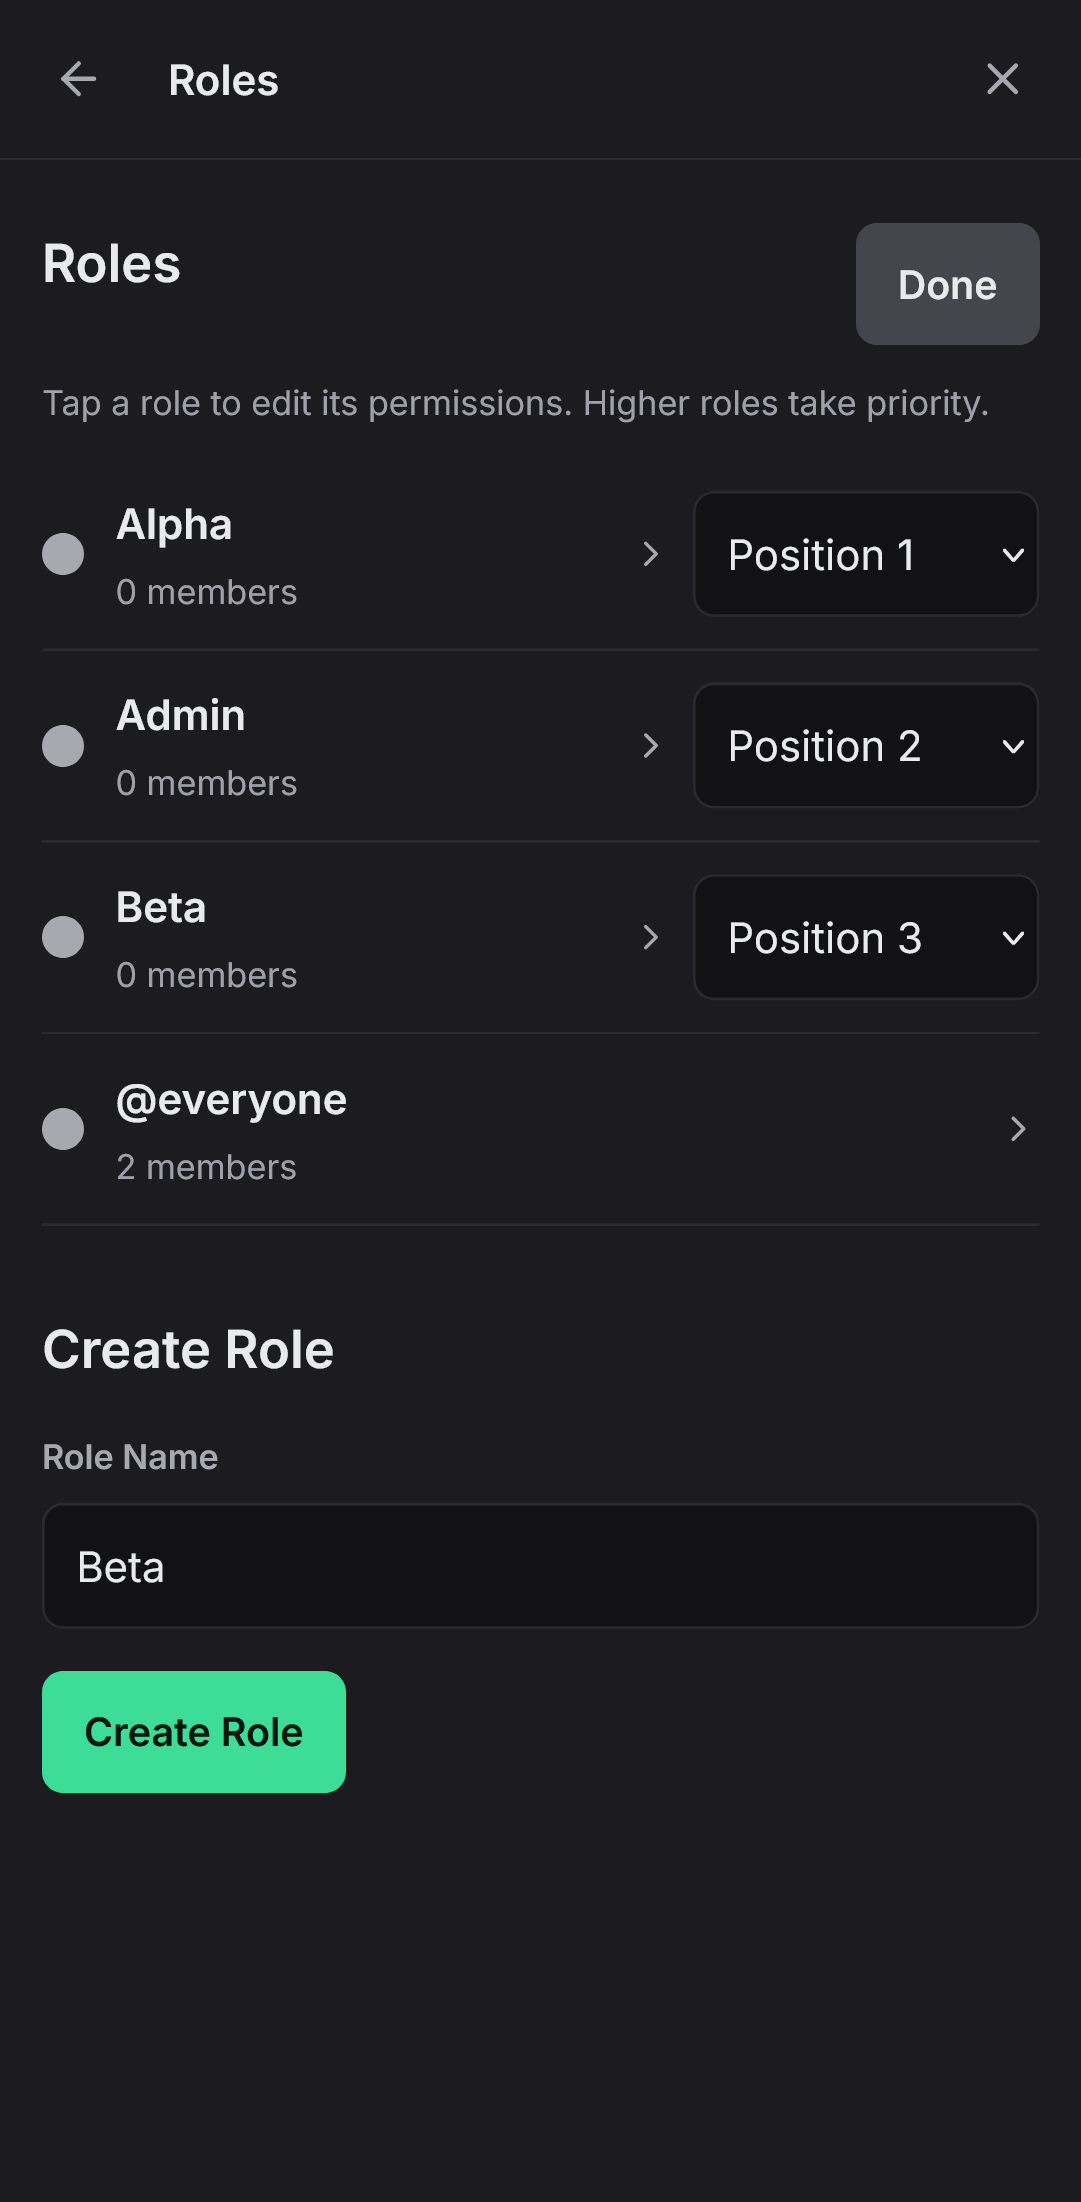 Roles
Roles
Done
Tap a role to edit its permissions. Higher roles take priority.
Alpha
0 members
Position 1
Admin
0 members
Position 2
Beta
0 members
Position 3
@everyone
2 members
Create Role
Role Name
Beta
Create Role